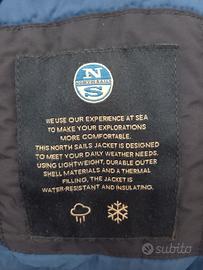 N
NORTH SAILS
S
WE USE OUR EXPERIENCE AT SEA
TO MAKE YOUR EXPLORATIONS
MORE COMFORTABLE.
THIS NORTH SAILS JACKET IS DESIGNED
TO MEET YOUR DAILY WEATHER NEEDS.
USING LIGHTWEIGHT, DURABLE OUTER
SHELL MATERIALS AND A THERMAL
FILLING, THE JACKET IS
WATER-RESISTANT AND INSULATING.
subito